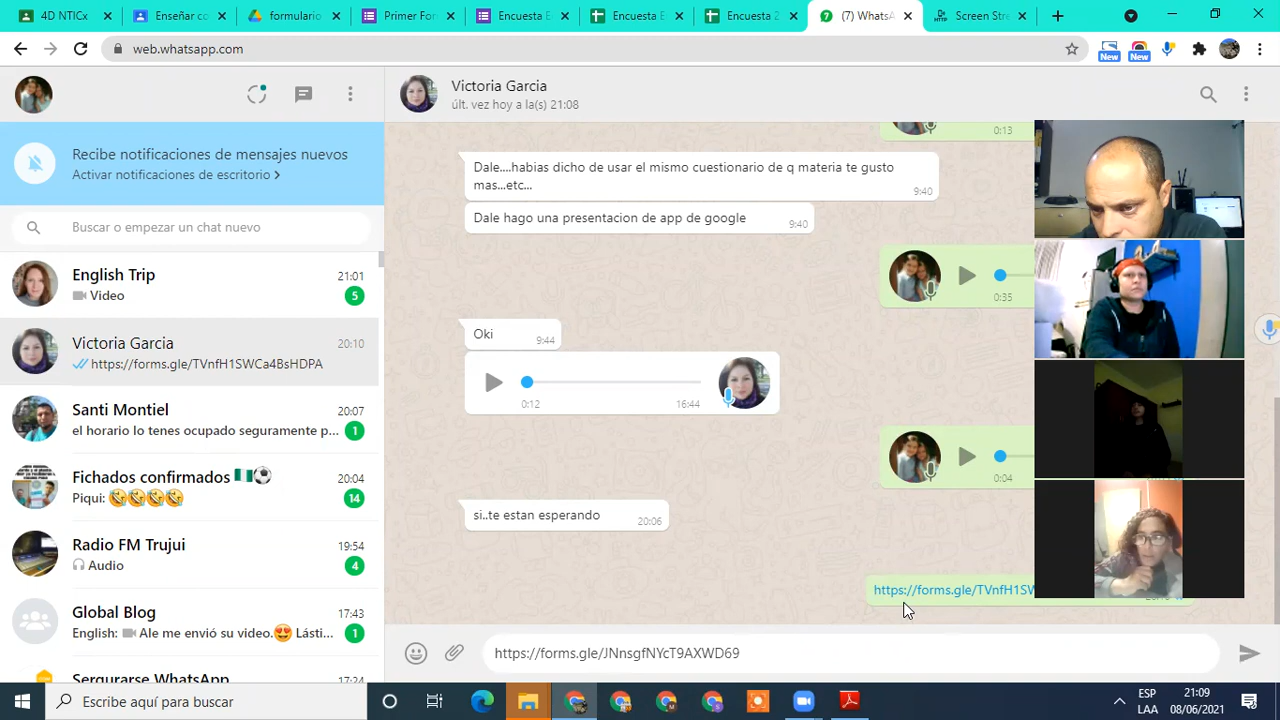 4D NTICx
Enseñar co
formulario
Primer For
Encuesta E
Encuesta E
Encuesta 2
(7) WhatsA
Screen Stre
web.whatsapp.com
New
New
Victoria Garcia
últ. vez hoy a la(s) 21:08
Recibe notificaciones de mensajes nuevos
Activar notificaciones de escritorio >
Buscar o empezar un chat nuevo
English Trip
21:01
Video
5
Victoria Garcia
20:10
https://forms.gle/TVnfH1SWCa4BsHDPA
Santi Montiel
20:07
el horario lo tenes ocupado seguramente p...
1
Fichados confirmados
20:04
Piqui: 🤣🤣🤣🤣
14
Radio FM Trujui
19:54
Audio
4
Global Blog
17:43
English: Ale me envió su video.😍 Lásti...
1
Sergurarse WhatsApp
17:24
0:13
Dale....habias dicho de usar el mismo cuestionario de q materia te gusto
mas...etc...
9:40
Dale hago una presentacion de app de google
9:40
0:35
Oki
9:44
0:12
16:44
0:04
si..te estan esperando
20:06
https://forms.gle/TVnfH1SW
https://forms.gle/JNnsgfNYcT9AXWD69
Escribe aquí para buscar
ESP
LAA
21:09
08/06/2021